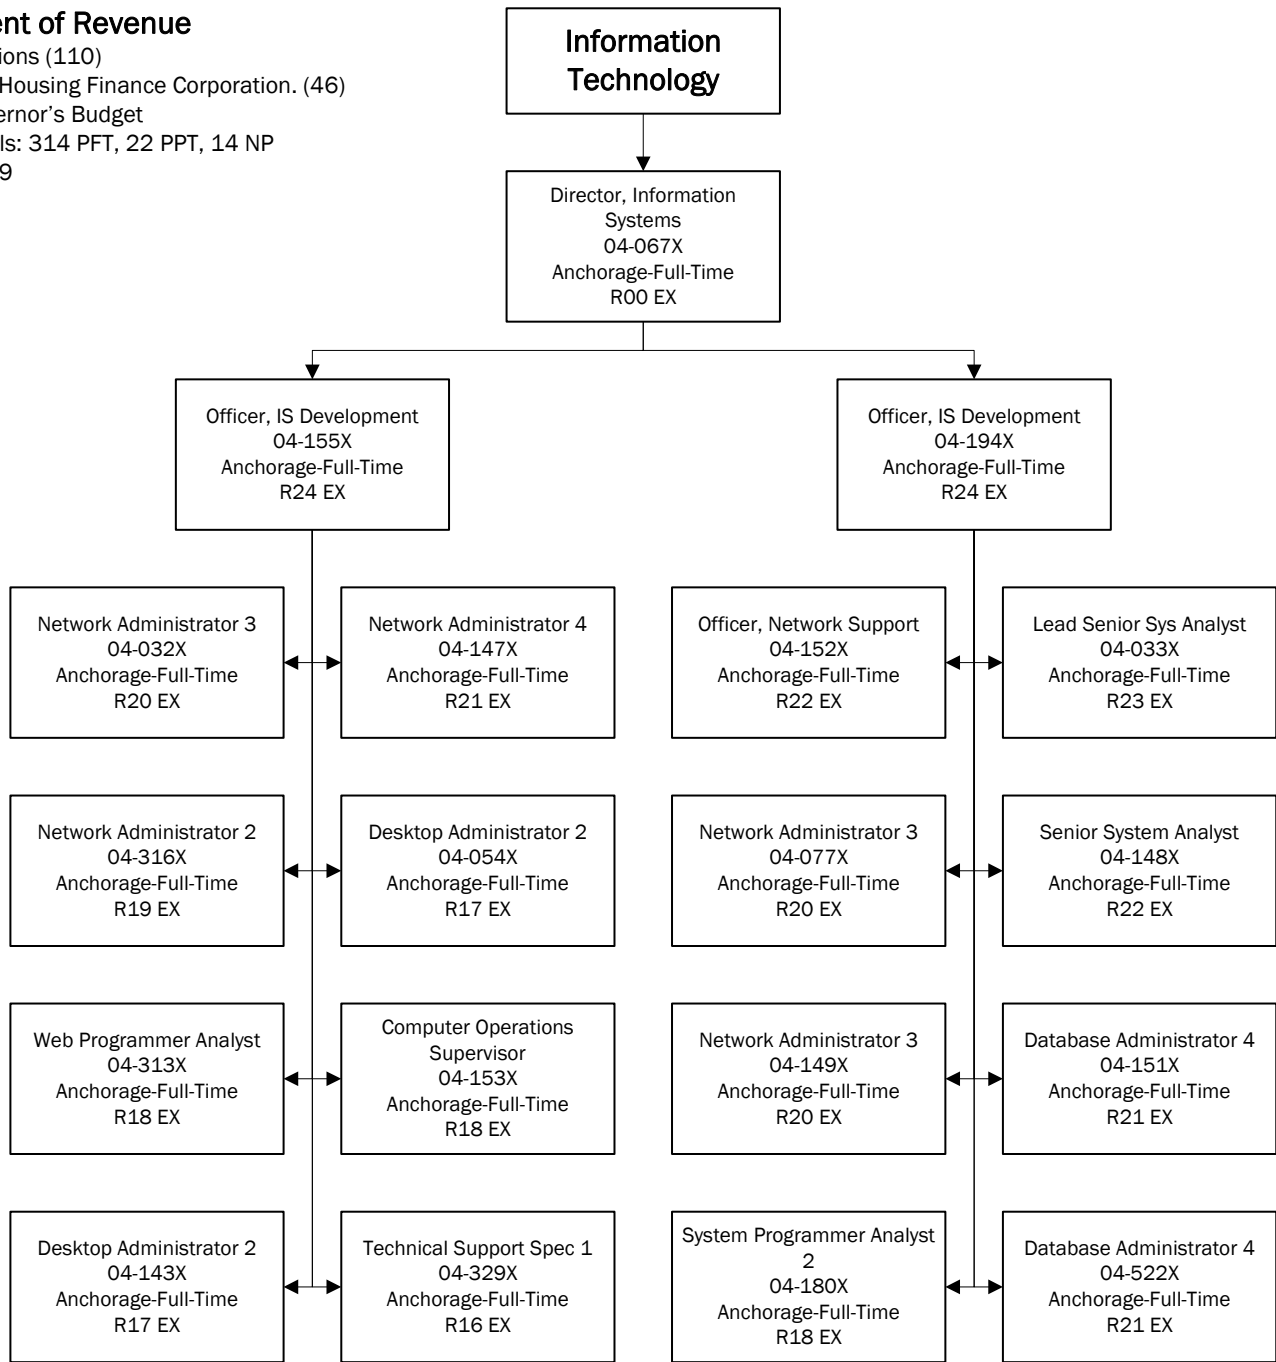 ent of Revenue
ions (110)
Housing Finance Corporation. (46)
ernor's Budget
ls: 314 PFT, 22 PPT, 14 NP
9
Information
Technology
Director, Information
Systems
04-067X
Anchorage-Full-Time
R00 EX
Officer, IS Development
04-155X
Anchorage-Full-Time
R24 EX
Officer, IS Development
04-194X
Anchorage-Full-Time
R24 EX
Network Administrator 3
04-032X
Anchorage-Full-Time
R20 EX
Network Administrator 4
04-147X
Anchorage-Full-Time
R21 EX
Officer, Network Support
04-152X
Anchorage-Full-Time
R22 EX
Lead Senior Sys Analyst
04-033X
Anchorage-Full-Time
R23 EX
Network Administrator 2
04-316X
Anchorage-Full-Time
R19 EX
Desktop Administrator 2
04-054X
Anchorage-Full-Time
R17 EX
Network Administrator 3
04-077X
Anchorage-Full-Time
R20 EX
Senior System Analyst
04-148X
Anchorage-Full-Time
R22 EX
Web Programmer Analyst
04-313X
Anchorage-Full-Time
R18 EX
Computer Operations
Supervisor
04-153X
Anchorage-Full-Time
R18 EX
Network Administrator 3
04-149X
Anchorage-Full-Time
R20 EX
Database Administrator 4
04-151X
Anchorage-Full-Time
R21 EX
Desktop Administrator 2
04-143X
Anchorage-Full-Time
R17 EX
Technical Support Spec 1
04-329X
Anchorage-Full-Time
R16 EX
System Programmer Analyst
2
04-180X
Anchorage-Full-Time
R18 EX
Database Administrator 4
04-522X
Anchorage-Full-Time
R21 EX